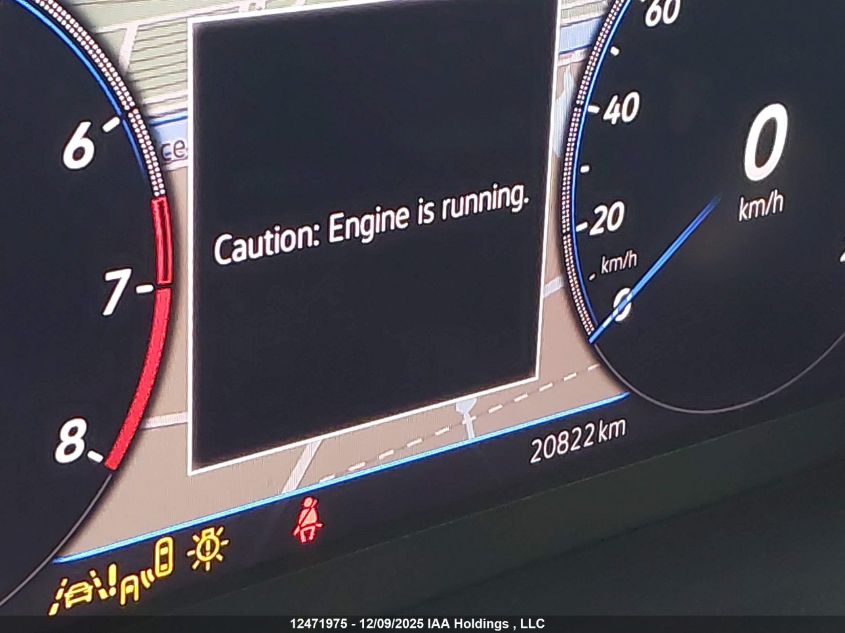 60
40
20
km/h
0
0
km/h
6
7
8
ce
Caution: Engine is running.
20822km
12471975 - 12/09/2025 IAA Holdings , LLC